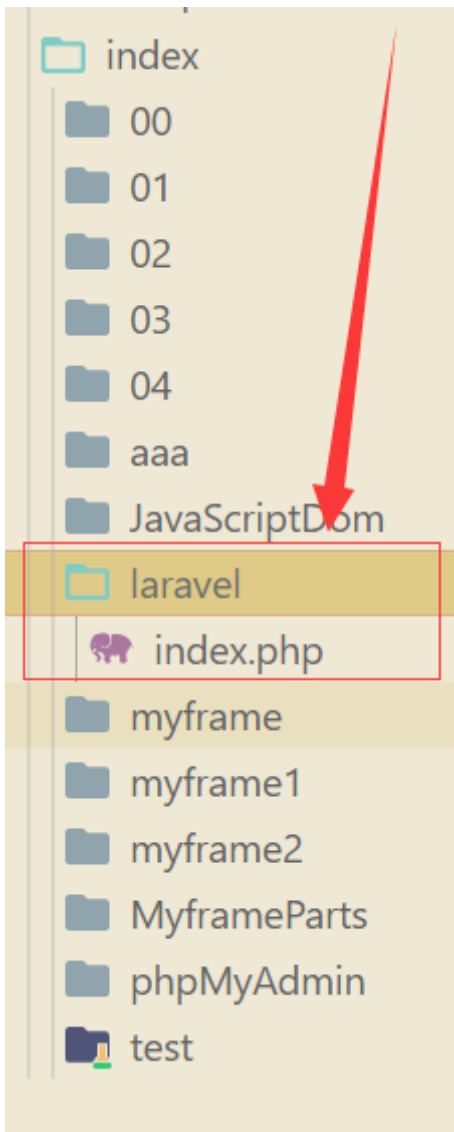 index
00
01
02
03
04
aaa
JavaScriptDom
laravel
index.php
myframe
myframe1
myframe2
MyframeParts
phpMyAdmin
test